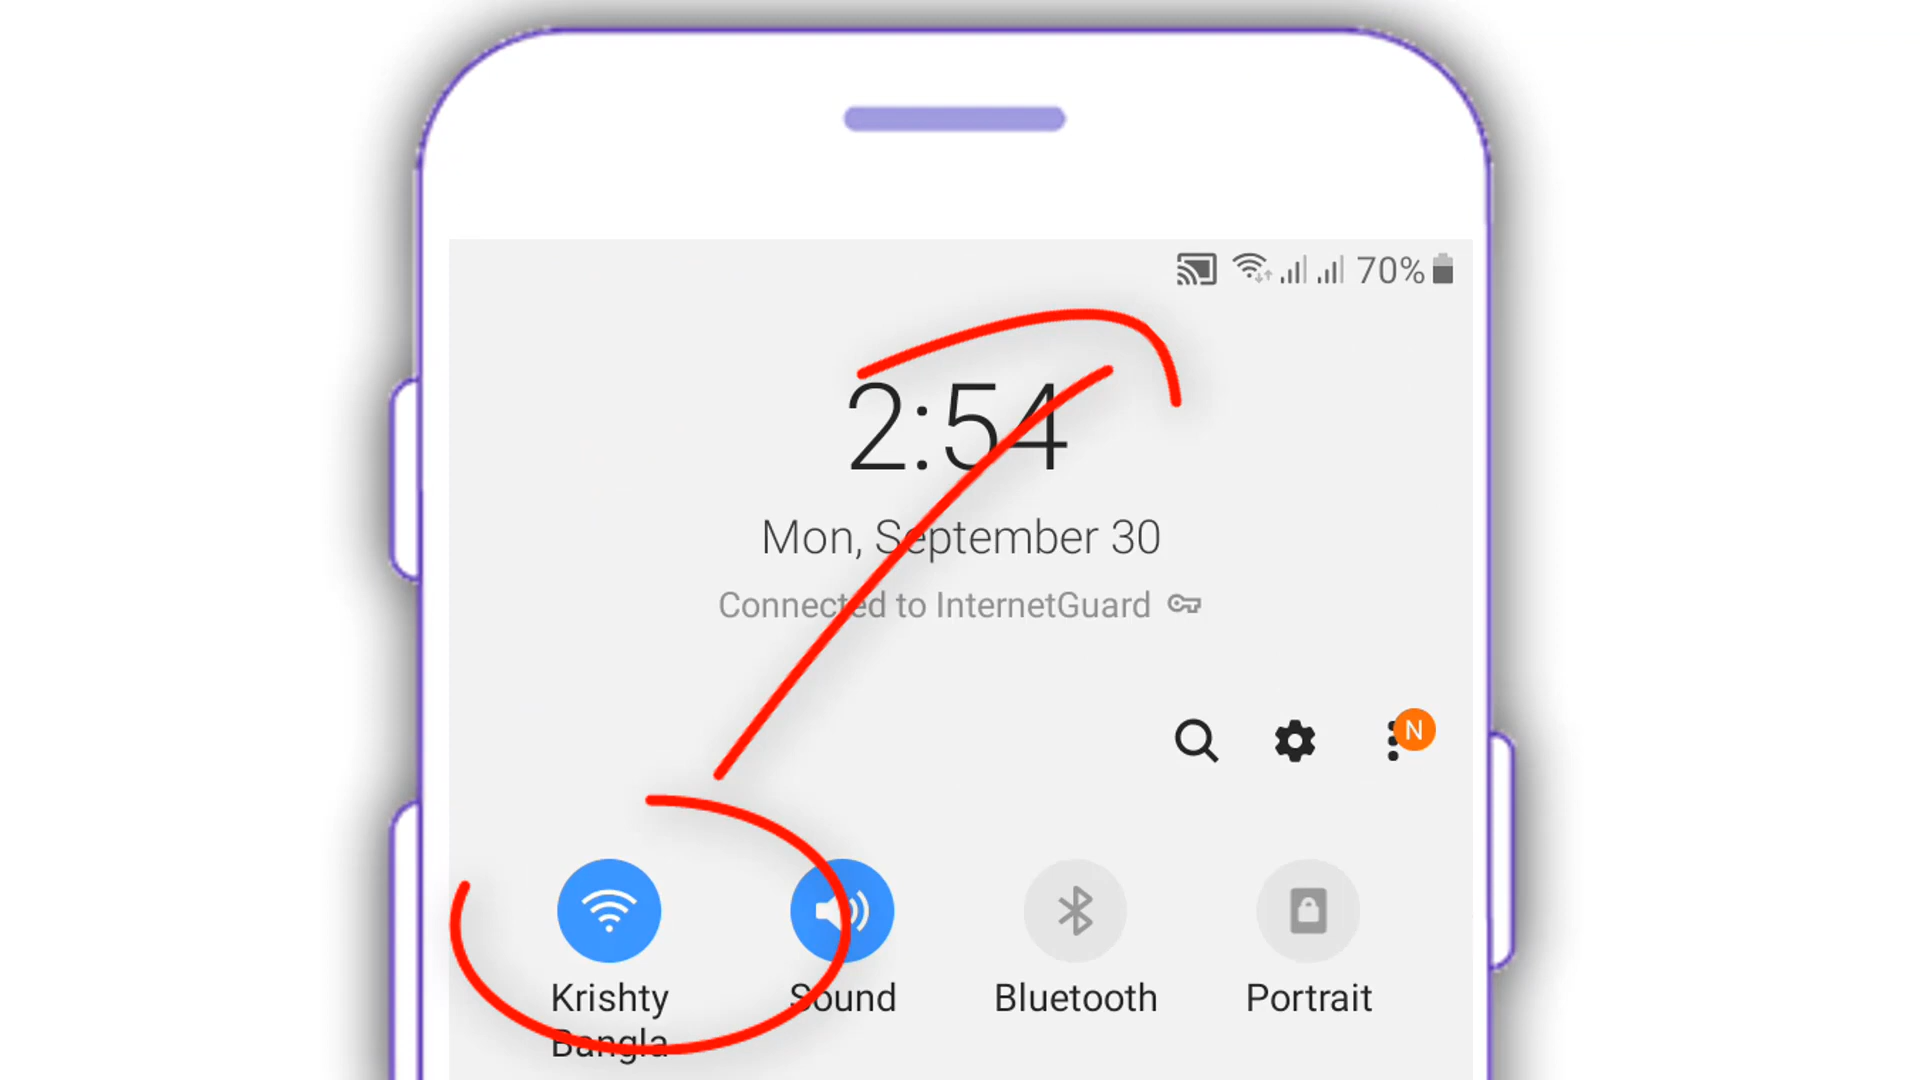 70%
2:54
Mon, September 30
Connected to InternetGuard
N
Krishty
Bangla
Sound
Bluetooth
Portrait